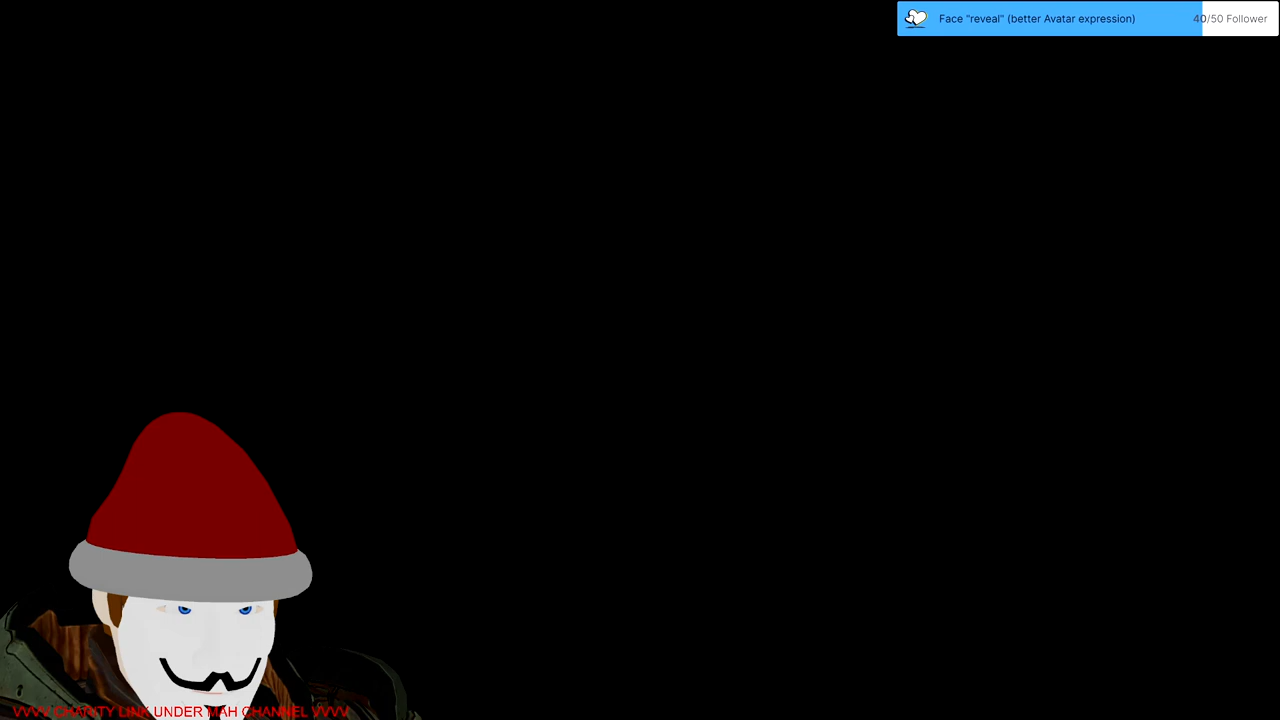 Face "reveal" (better Avatar expression) 40/50 Follower
VVVV CHARITY LINK UNDER MAH CHANNEL VVVV